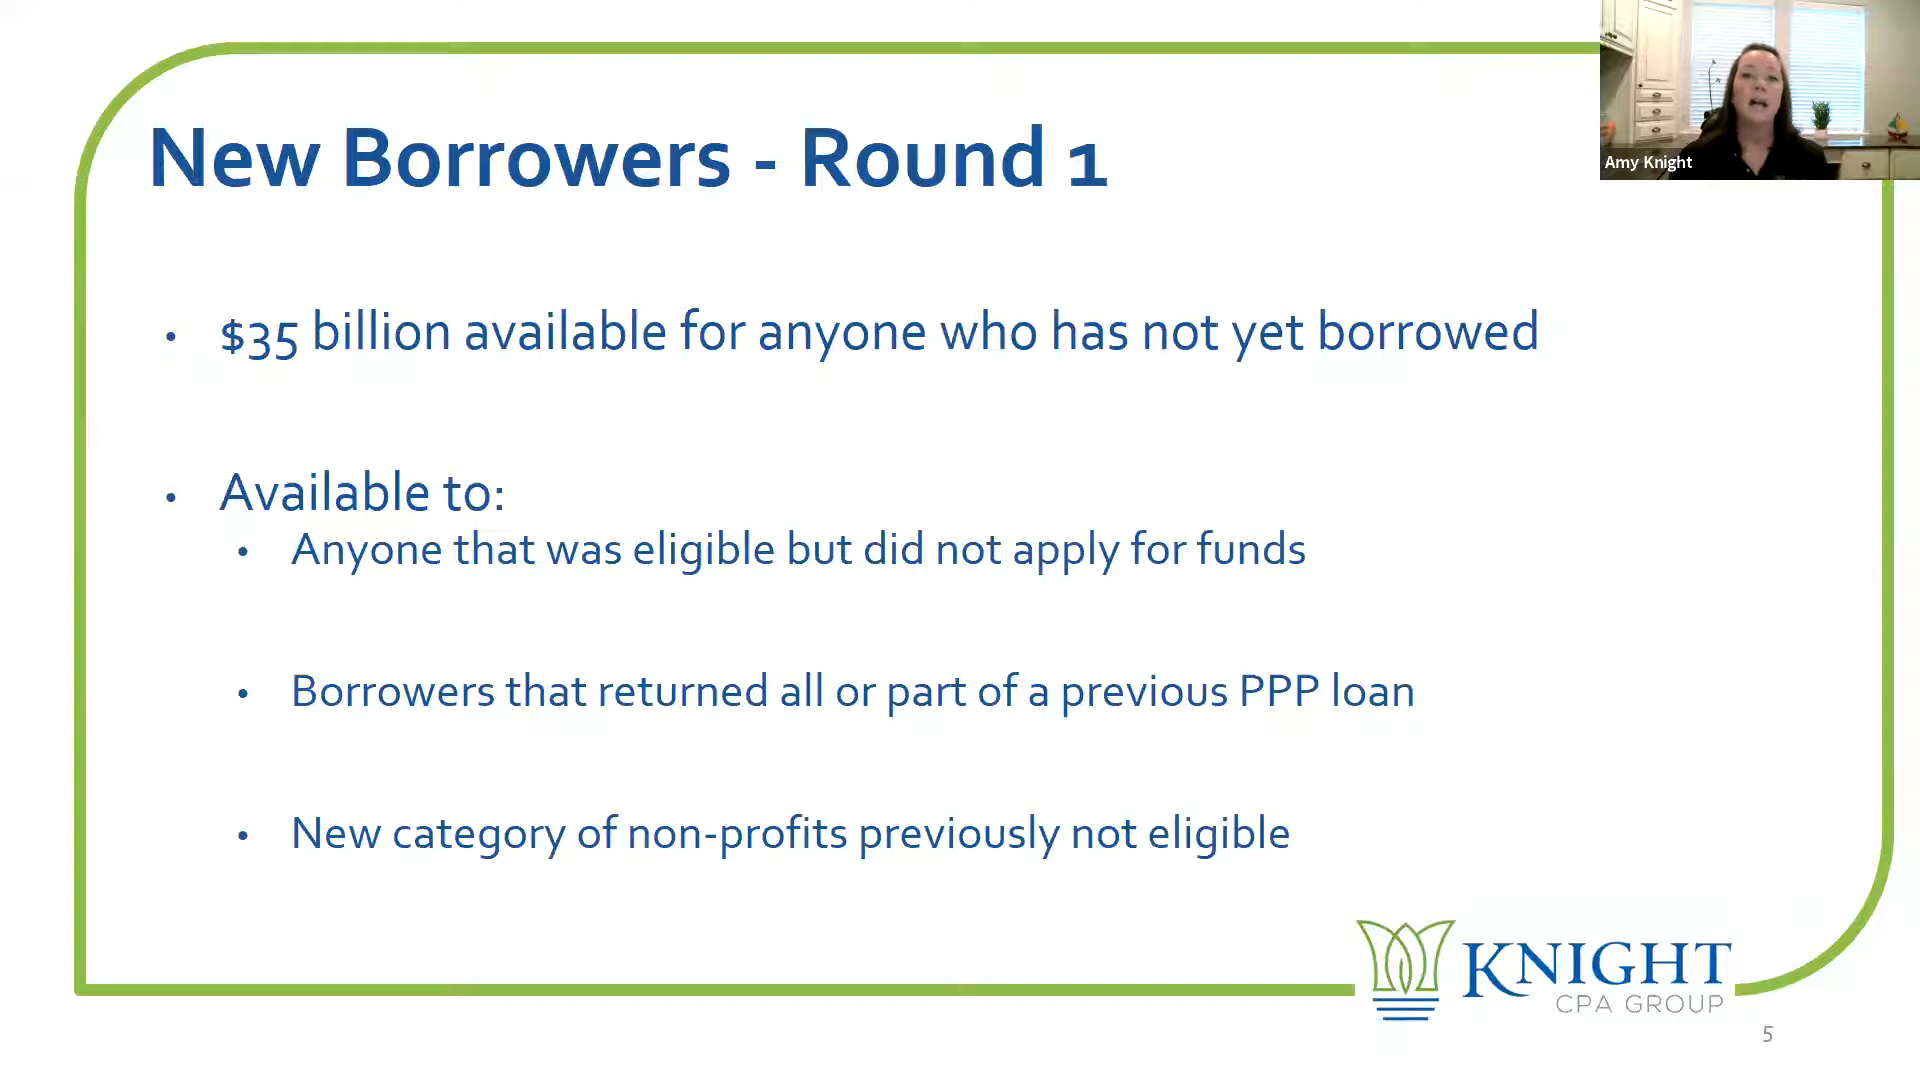 New Borrowers - Round 1
Amy Knight
• $35 billion available for anyone who has not yet borrowed
• Available to:
• Anyone that was eligible but did not apply for funds
• Borrowers that returned all or part of a previous PPP loan
• New category of non-profits previously not eligible
KNIGHT
CPA GROUP
5